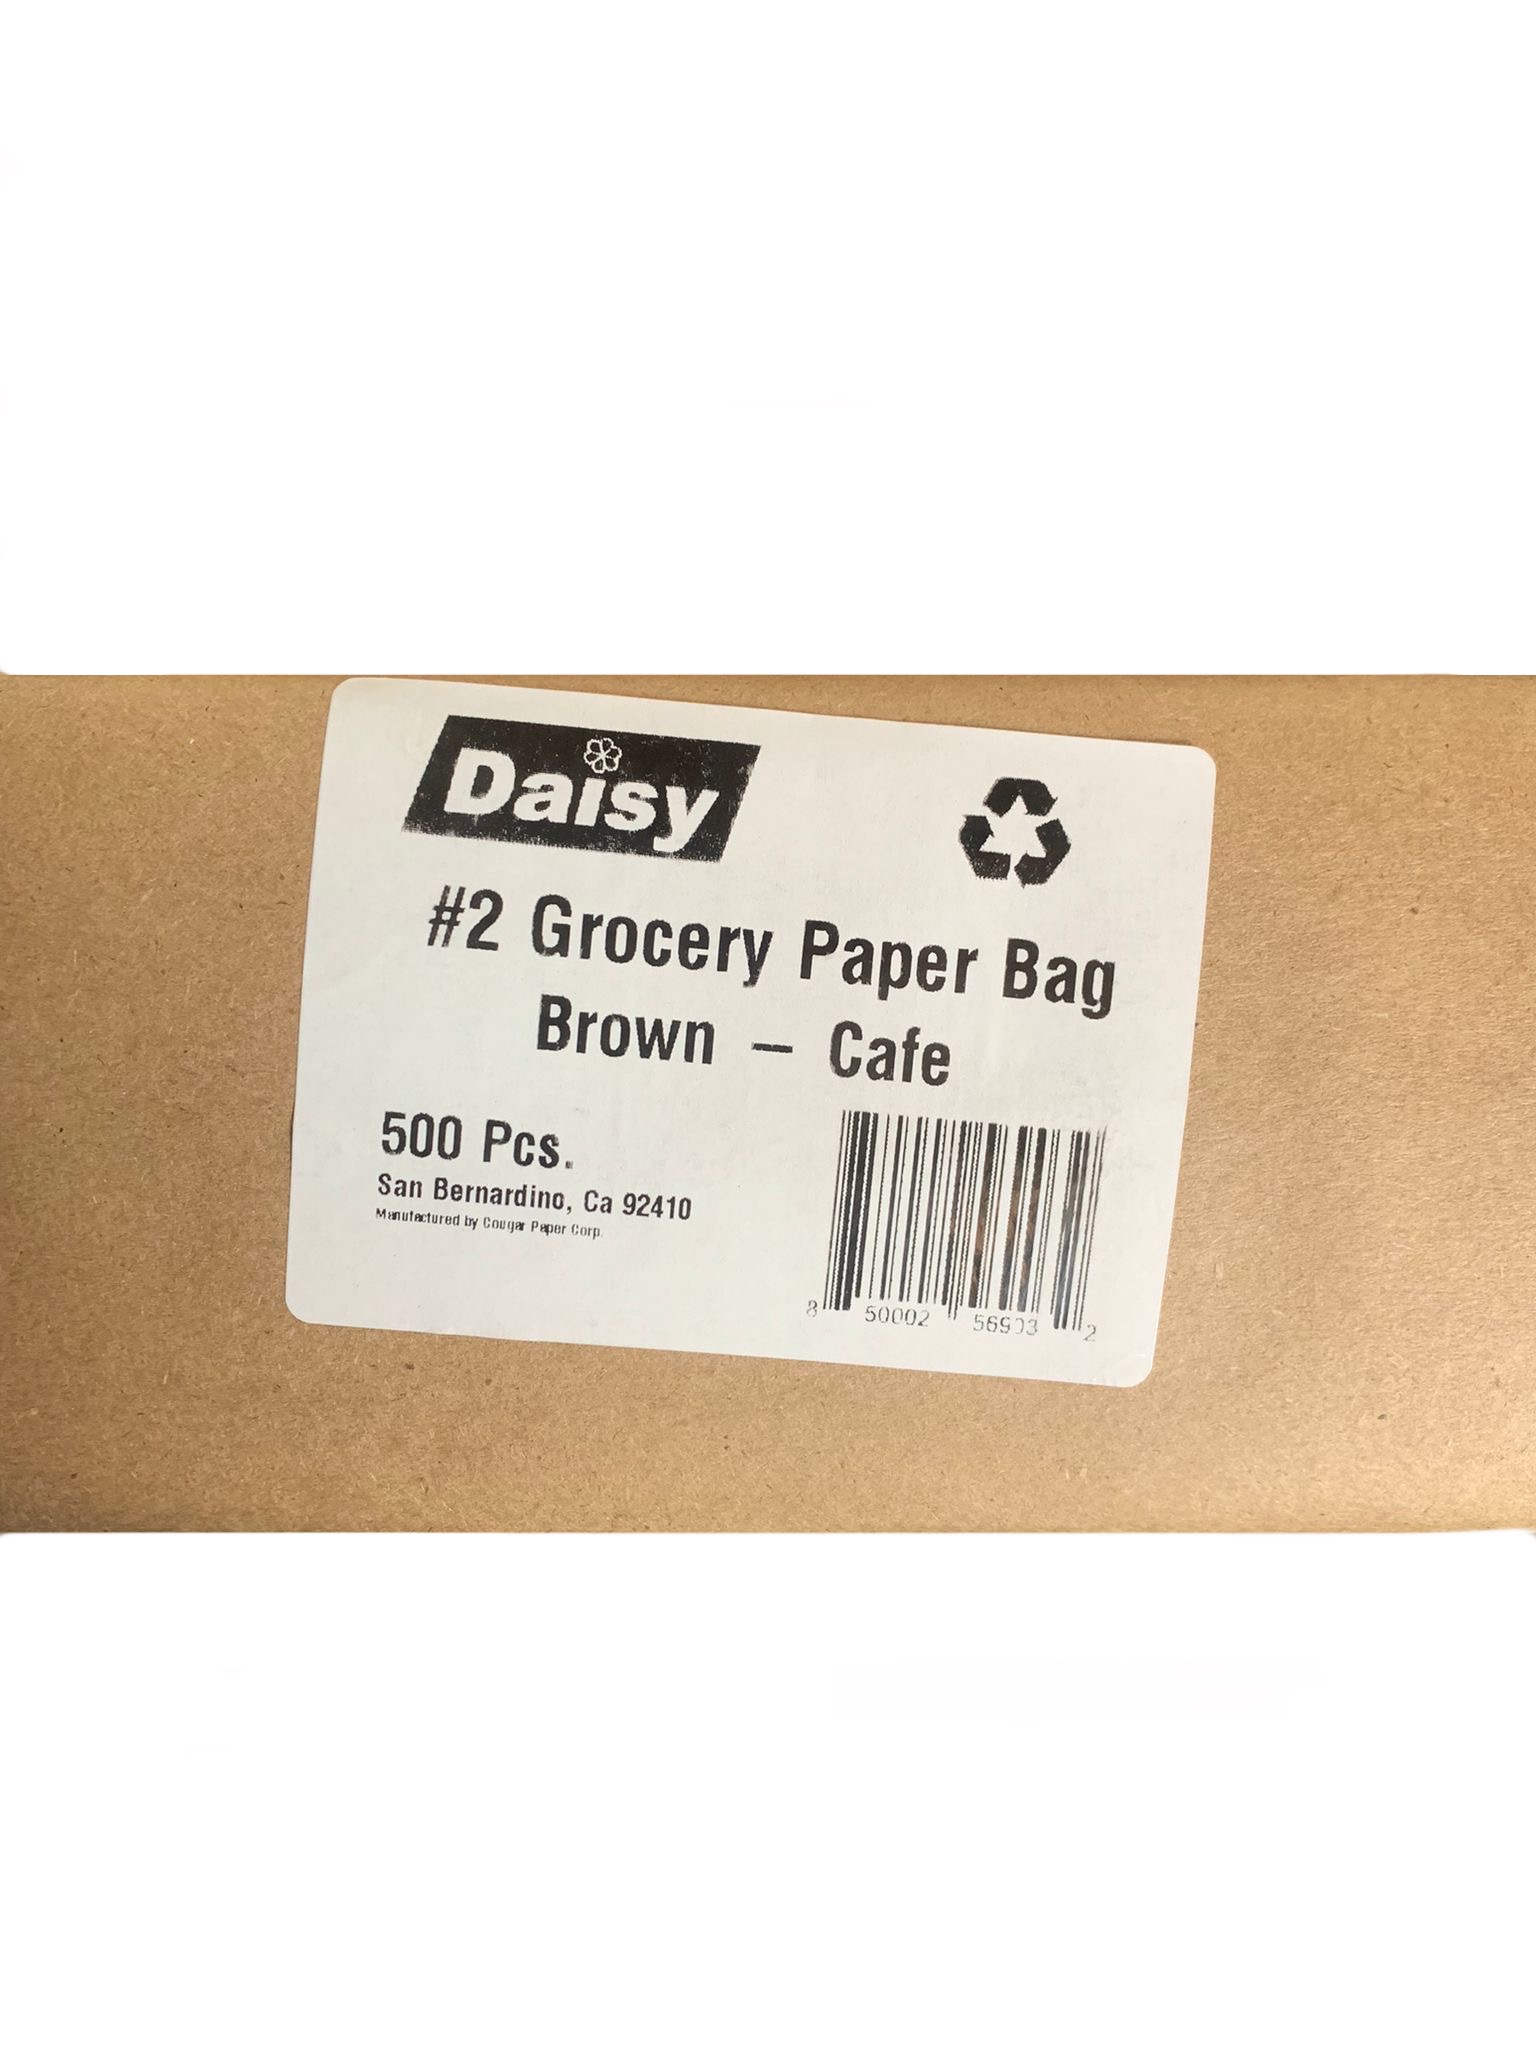 Daisy
#2 Grocery Paper Bag
Brown – Cafe
500 Pcs.
San Bernardino, Ca 92410
Manufactured by Cougar Paper Corp.
8 50002 56903 2